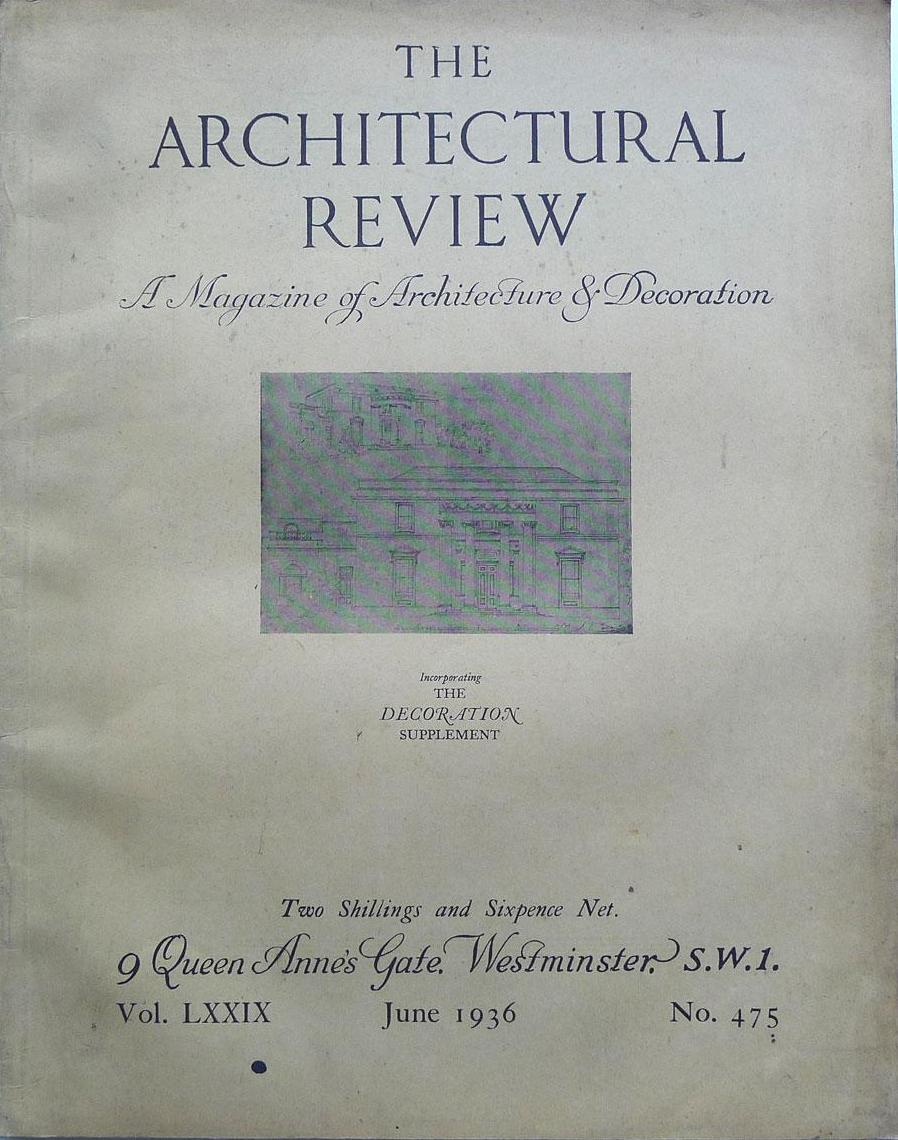 THE
ARCHITECTURAL
REVIEW
A Magazine of Architecture & Decoration
Incorporating
THE
DECORATION
SUPPLEMENT
Two Shillings and Sixpence Net.
9 Queen Anne's Gate, Westminster, S.W.1.
Vol. LXXIX June 1936 No. 475